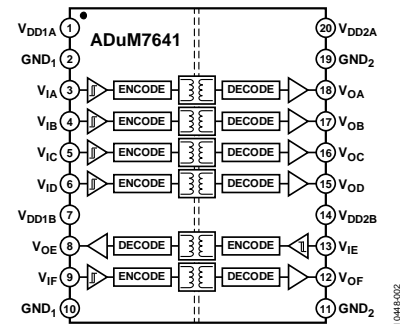 ADuM7641
VDD1A 1 20 VDD2A
GND1 2 19 GND2
VIA 3 ENCODE DECODE 18 VOA
VIB 4 ENCODE DECODE 17 VOB
VIC 5 ENCODE DECODE 16 VOC
VID 6 ENCODE DECODE 15 VOD
VDD1B 7 14 VDD2B
VOE 8 DECODE ENCODE 13 VIE
VIF 9 ENCODE DECODE 12 VOF
GND1 10 11 GND2
10448-002